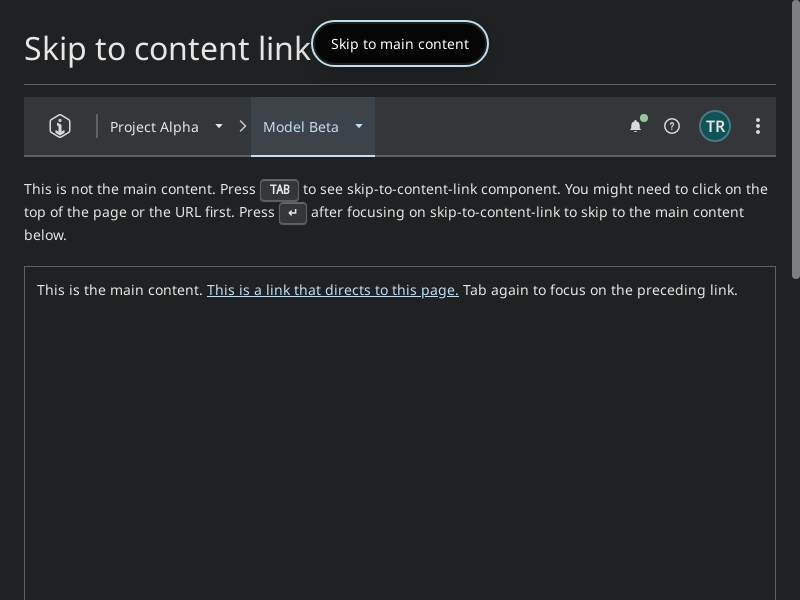 Skip to content link
Skip to main content
Project Alpha
Model Beta
TR
This is not the main content. Press TAB to see skip-to-content-link component. You might need to click on the
top of the page or the URL first. Press ↵ after focusing on skip-to-content-link to skip to the main content
below.
This is the main content. This is a link that directs to this page. Tab again to focus on the preceding link.